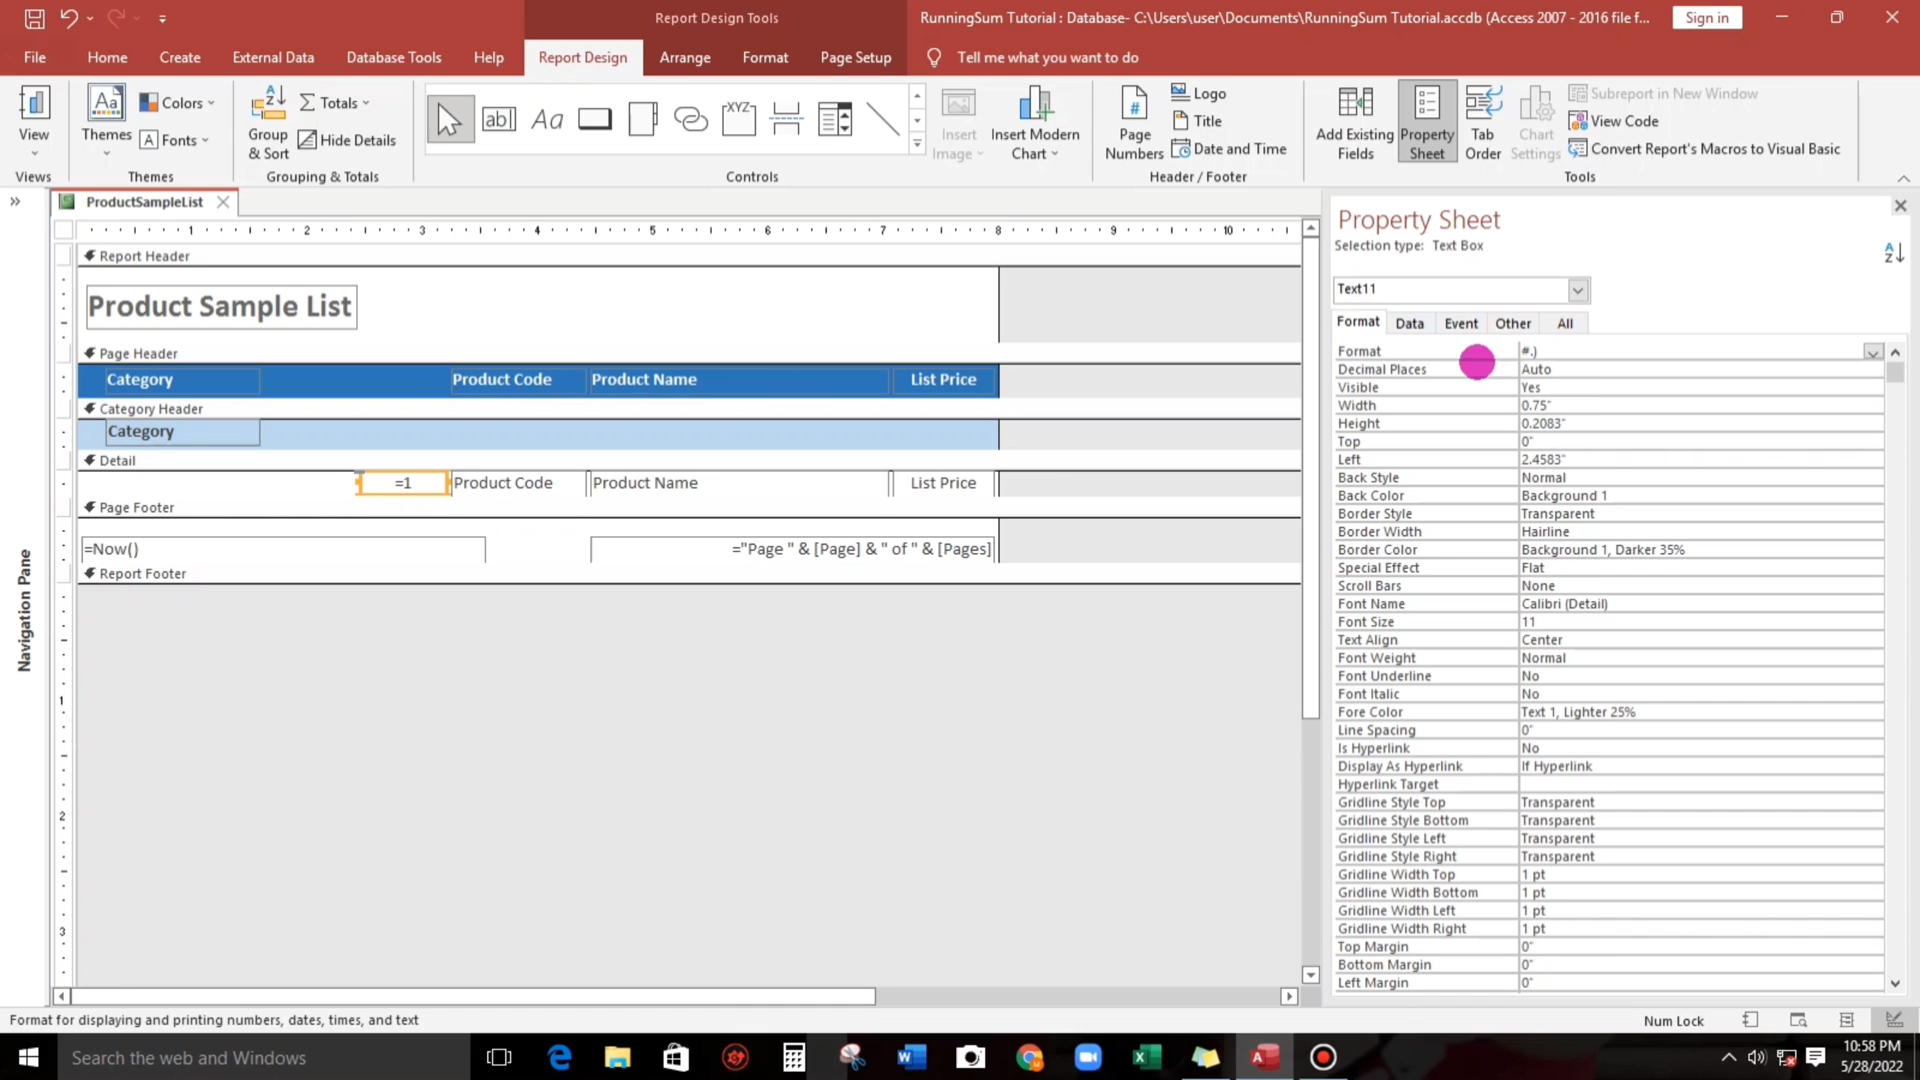 Report Design Tools
RunningSum Tutorial : Database- C:\Users\user\Documents\RunningSum Tutorial.accdb (Access 2007 - 2016 file f...
Sign in
File
Home
Create
External Data
Database Tools
Help
Report Design
Arrange
Format
Page Setup
Tell me what you want to do
View
Themes
Colors
Fonts
Group & Sort
Totals
Hide Details
Insert Image
Insert Modern Chart
Page Numbers
Logo
Title
Date and Time
Add Existing Fields
Property Sheet
Tab Order
Chart Settings
Subreport in New Window
View Code
Convert Report's Macros to Visual Basic
Views
Themes
Grouping & Totals
Controls
Header / Footer
Tools
ProductSampleList
1 2 3 4 5 6 7 8 9 10
Report Header
Product Sample List
Page Header
Category Product Code Product Name List Price
Category Header
Category
Detail
=1 Product Code Product Name List Price
Page Footer
=Now() ="Page " & [Page] & " of " & [Pages]
Report Footer
1
2
3
Navigation Pane
Property Sheet
Selection type: Text Box
Text11
Format Data Event Other All
Format #.)
Decimal Places Auto
Visible Yes
Width 0.75"
Height 0.2083"
Top 0"
Left 2.4583"
Back Style Normal
Back Color Background 1
Border Style Transparent
Border Width Hairline
Border Color Background 1, Darker 35%
Special Effect Flat
Scroll Bars None
Font Name Calibri (Detail)
Font Size 11
Text Align Center
Font Weight Normal
Font Underline No
Font Italic No
Fore Color Text 1, Lighter 25%
Line Spacing 0"
Is Hyperlink No
Display As Hyperlink If Hyperlink
Hyperlink Target
Gridline Style Top Transparent
Gridline Style Bottom Transparent
Gridline Style Left Transparent
Gridline Style Right Transparent
Gridline Width Top 1 pt
Gridline Width Bottom 1 pt
Gridline Width Left 1 pt
Gridline Width Right 1 pt
Top Margin 0"
Bottom Margin 0"
Left Margin 0"
Format for displaying and printing numbers, dates, times, and text
Num Lock
Search the web and Windows
10:58 PM
5/28/2022